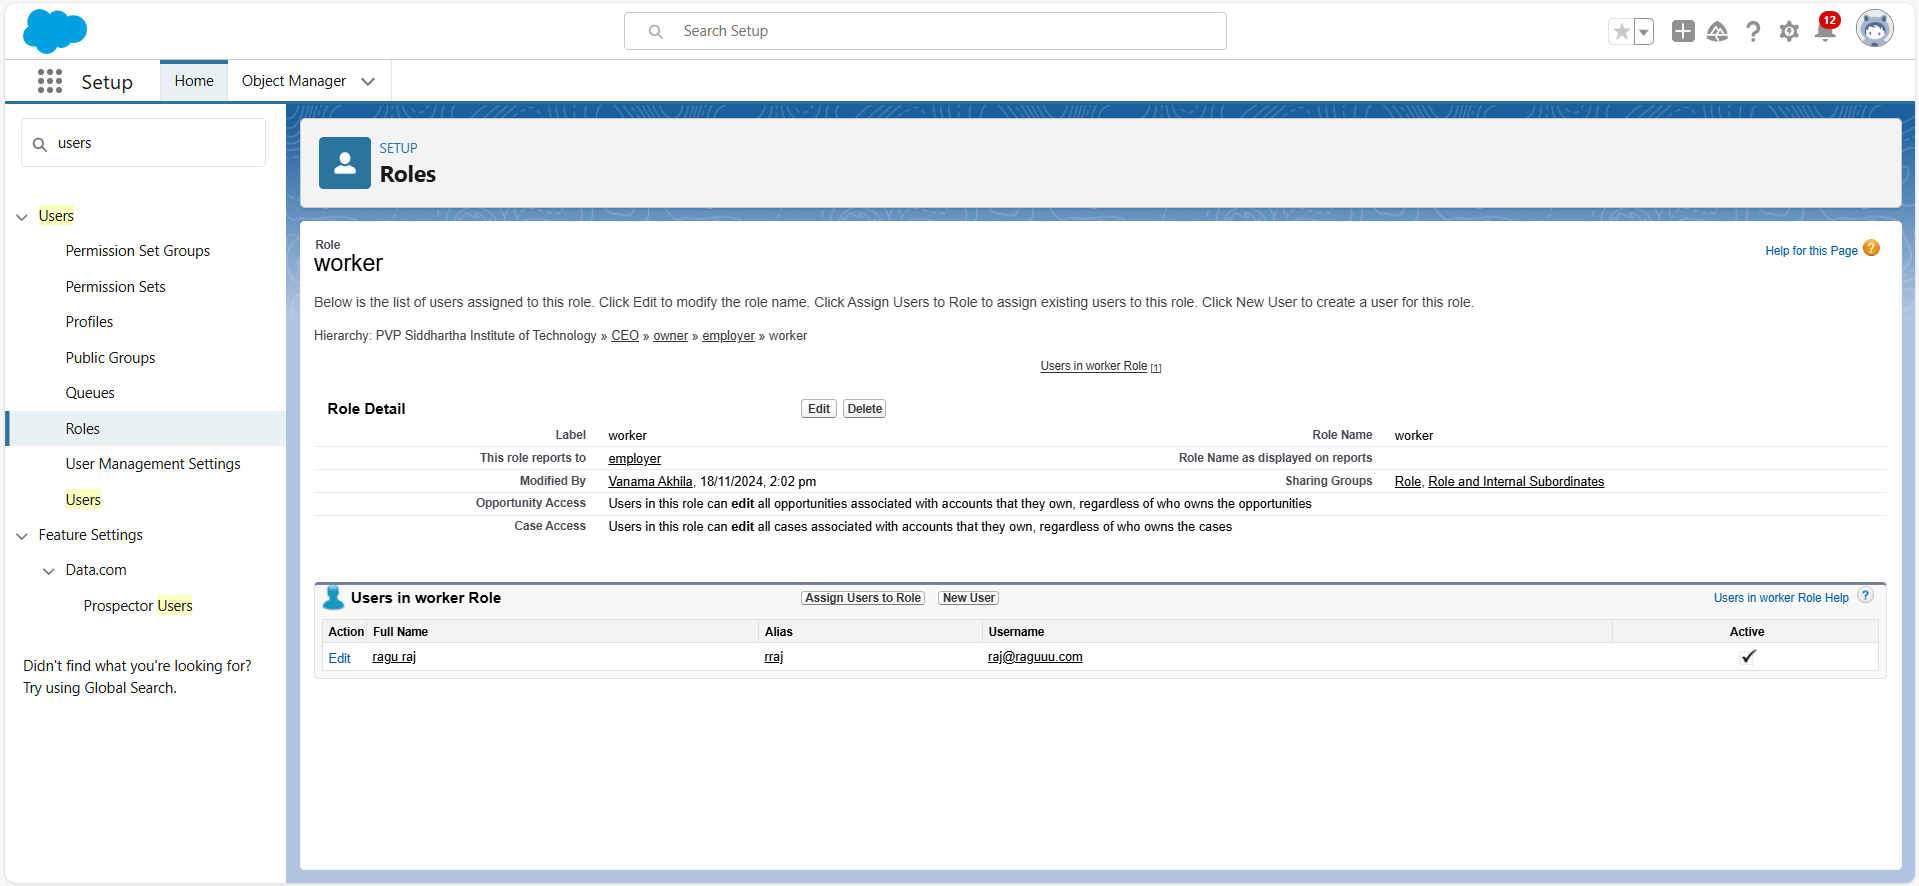 Search Setup
12
Setup
Home
Object Manager
users
Users
Permission Set Groups
Permission Sets
Profiles
Public Groups
Queues
Roles
User Management Settings
Users
Feature Settings
Data.com
Prospector Users
Didn't find what you're looking for?
Try using Global Search.
SETUP
Roles
Role
worker
Help for this Page ?
Below is the list of users assigned to this role. Click Edit to modify the role name. Click Assign Users to Role to assign existing users to this role. Click New User to create a user for this role.
Hierarchy: PVP Siddhartha Institute of Technology » CEO » owner » employer » worker
Users in worker Role [1]
Role Detail Edit Delete
Label worker Role Name worker
This role reports to employer Role Name as displayed on reports
Modified By Vanama Akhila, 18/11/2024, 2:02 pm Sharing Groups Role, Role and Internal Subordinates
Opportunity Access Users in this role can edit all opportunities associated with accounts that they own, regardless of who owns the opportunities
Case Access Users in this role can edit all cases associated with accounts that they own, regardless of who owns the cases
Users in worker Role Assign Users to Role New User Users in worker Role Help ?
Action Full Name Alias Username Active
Edit ragu raj rraj raj@raguuu.com